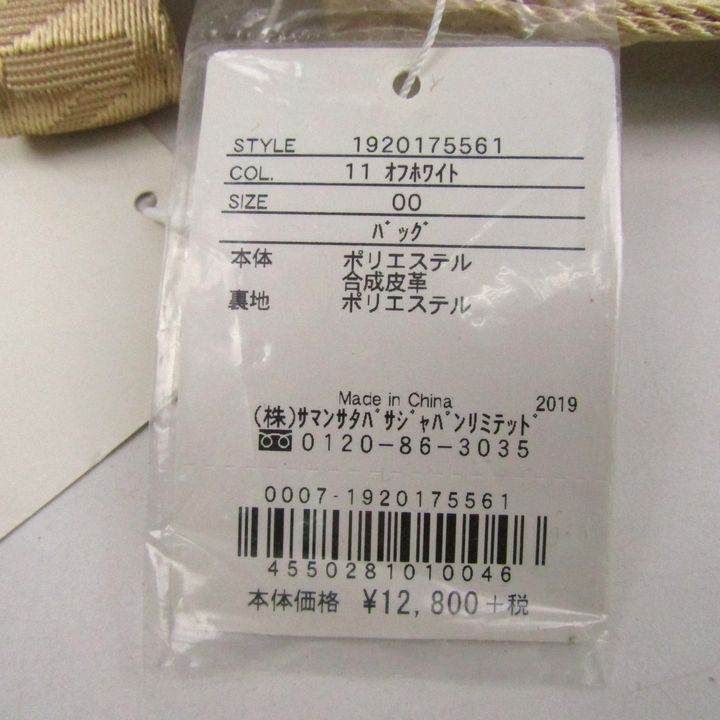 STYLE 1920175561
COL. 11 ｵﾌﾎﾜｲﾄ
SIZE 00
ﾊﾞｯｸﾞ
本体 ポリエステル
合成皮革
裏地 ポリエステル
Made in China 2019
(株)ｻﾏﾝｻﾀﾊﾞｻｼﾞｬﾊﾟﾝﾘﾐﾃｯﾄﾞ
0120-86-3035
0007-1920175561
4550281010046
本体価格 ¥12,800+税